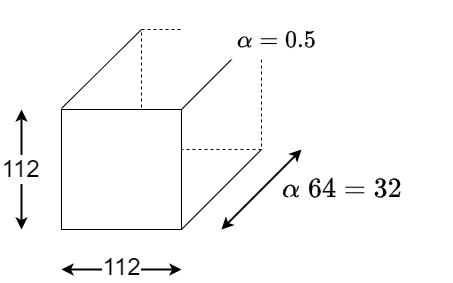 α = 0.5
112
α 64 = 32
112